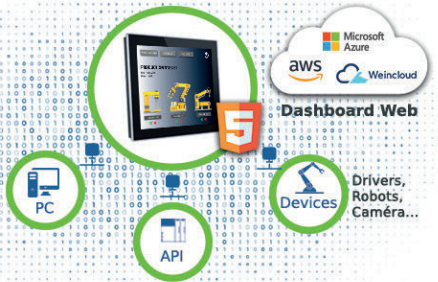 Microsoft
Azure
aws
Weincloud
Dashboard Web
5
PC
API
Devices
Drivers,
Robots,
Caméra...